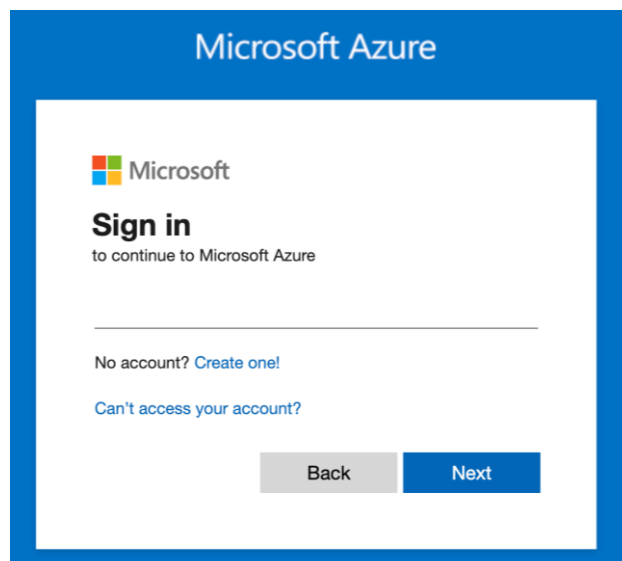 Microsoft Azure
Microsoft
Sign in
to continue to Microsoft Azure
No account? Create one!
Can't access your account?
Back Next